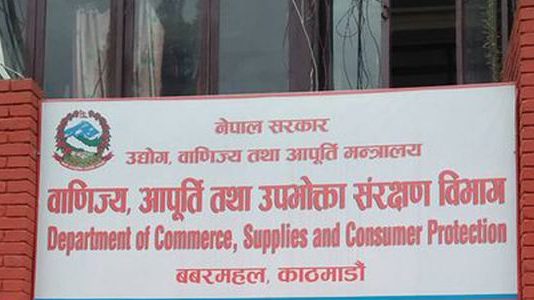 नेपाल सरकार
उद्योग, वाणिज्य तथा आपूर्ति मन्त्रालय
वाणिज्य, आपूर्ति तथा उपभोक्ता संरक्षण विभाग
Department of Commerce, Supplies and Consumer Protection
बबरमहल, काठमाडौं